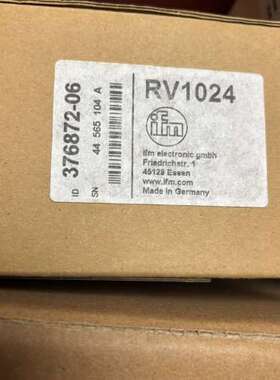 RV1024
ifm
ifm electronic gmbh
Friedrichstr. 1
45128 Essen
www.ifm.com
Made in Germany
ID 376872-06
SN 44 565 104 A